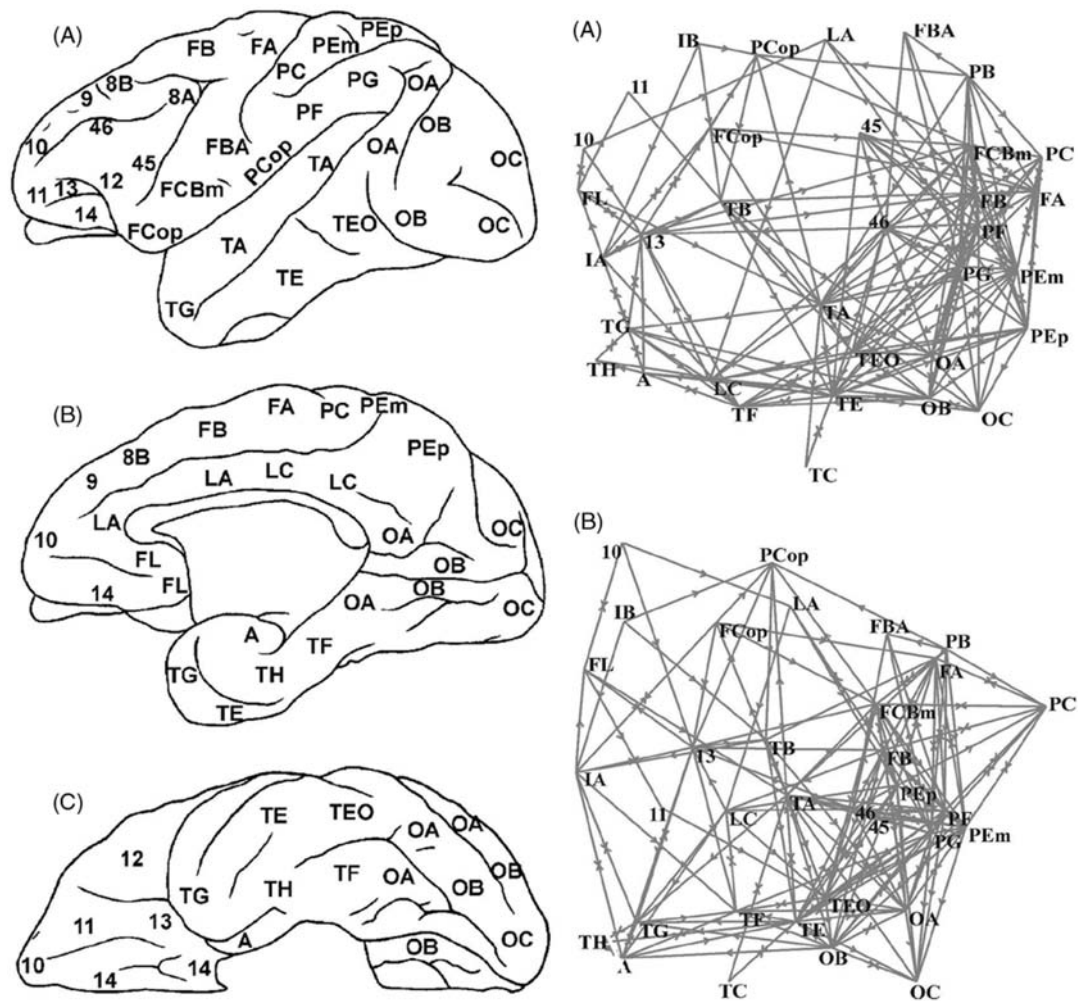 (A)
FB
FA
PEm
PEp
PC
PG
OA
8B
9
8A
PF
OB
46
10
FBA
PCop
OA
TA
OC
45
FCBm
11
13
12
14
FCop
TEO
OB
OC
TA
TE
TG
(B)
FA
PC
PEm
FB
8B
PEp
9
LA
LC
LC
LA
OA
OC
10
FL
OB
FL
OB
14
OA
OC
A
TF
TG
TH
TE
(C)
TE
TEO
OA
OA
12
TG
TH
TF
OA
OB
OB
11
13
A
OB
OC
10
14
14
(A)
IB
PCop
LA
FBA
PB
11
10
FCop
45
FCBm
PC
FL
TB
FB
FA
13
46
PF
IA
PG
PEm
TG
TA
PEp
TEO
OA
TH
A
LC
TF
TE
OB
OC
TC
(B)
10
PCop
IB
LA
FCop
FBA
PB
FL
FA
PC
FCBm
13
TB
FB
IA
11
LC
TA
PEp
46
45
PF
PG
PEm
TEO
TH
TG
TF
TE
OA
A
OB
TC
OC